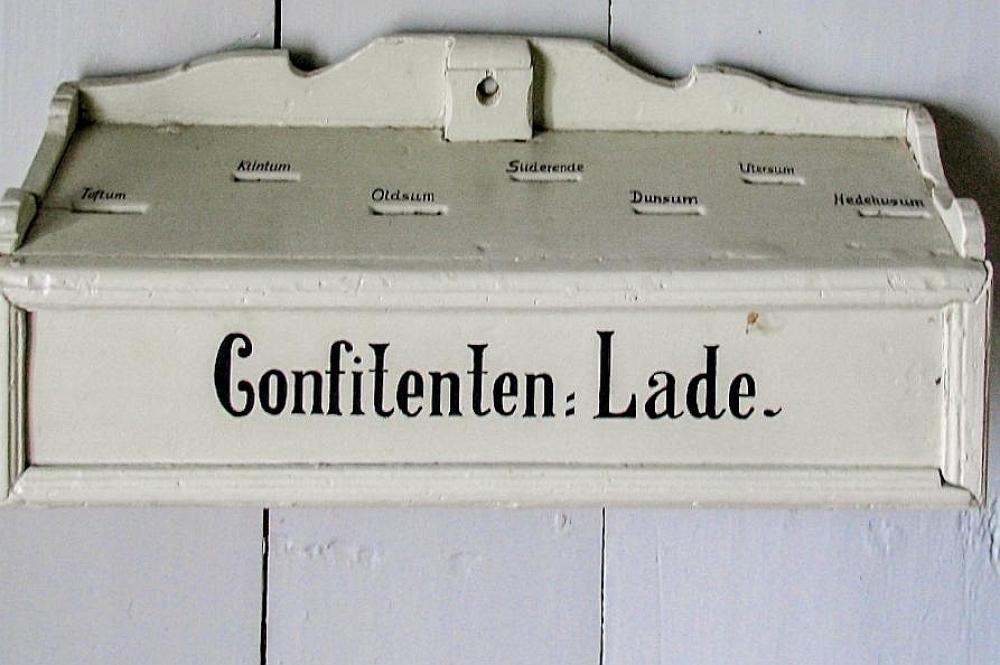 Klintum Süderende Utersum
Toftum Oldsum Dunsum Hedehusum
Confitenten: Lade.